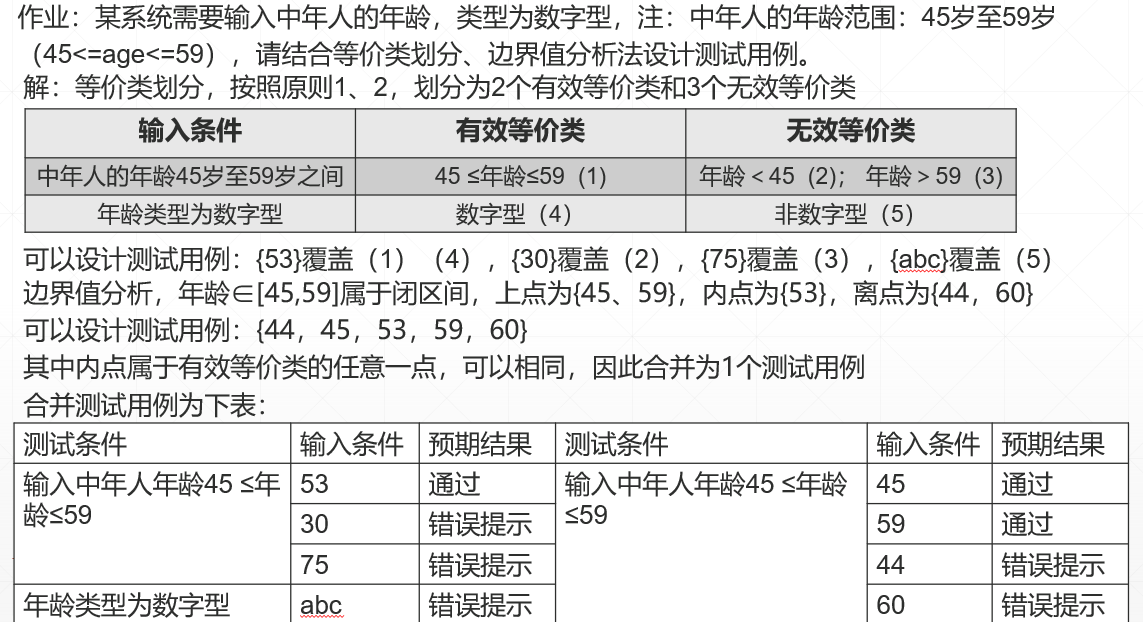 作业：某系统需要输入中年人的年龄，类型为数字型，注：中年人的年龄范围：45岁至59岁
（45<=age<=59），请结合等价类划分、边界值分析法设计测试用例。
解：等价类划分，按照原则1、2，划分为2个有效等价类和3个无效等价类
输入条件 有效等价类 无效等价类
中年人的年龄45岁至59岁之间 45 ≤年龄≤59（1） 年龄＜45（2）； 年龄＞59（3）
年龄类型为数字型 数字型（4） 非数字型（5）
可以设计测试用例：{53}覆盖（1）（4），{30}覆盖（2），{75}覆盖（3），{abc}覆盖（5）
边界值分析，年龄∈[45,59]属于闭区间，上点为{45、59}，内点为{53}，离点为{44，60}
可以设计测试用例：{44，45，53，59，60}
其中内点属于有效等价类的任意一点，可以相同，因此合并为1个测试用例
合并测试用例为下表：
测试条件 输入条件 预期结果 测试条件 输入条件 预期结果
输入中年人年龄45 ≤年 53 通过 输入中年人年龄45 ≤年龄 45 通过
龄≤59 30 错误提示 ≤59 59 通过
75 错误提示 44 错误提示
年龄类型为数字型 abc 错误提示 60 错误提示